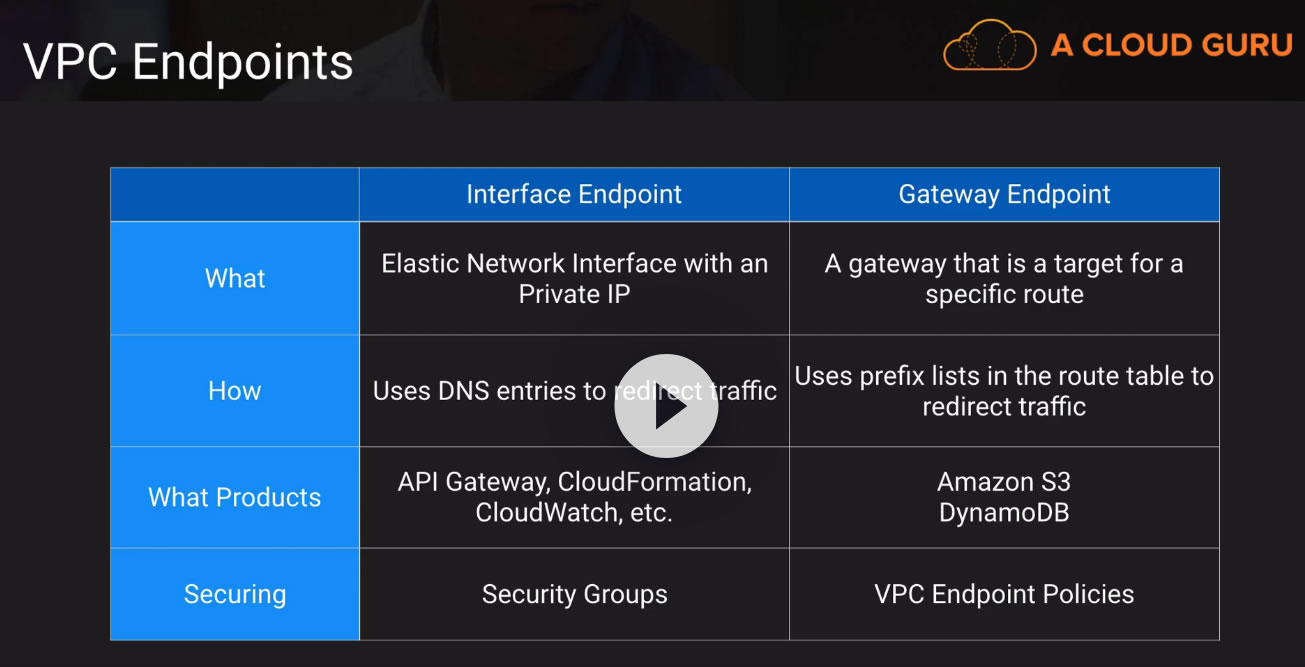 VPC Endpoints
A CLOUD GURU
Interface Endpoint
Gateway Endpoint
What
Elastic Network Interface with an
Private IP
A gateway that is a target for a
specific route
How
Uses DNS entries to redirect traffic
Uses prefix lists in the route table to
redirect traffic
What Products
API Gateway, CloudFormation,
CloudWatch, etc.
Amazon S3
DynamoDB
Securing
Security Groups
VPC Endpoint Policies